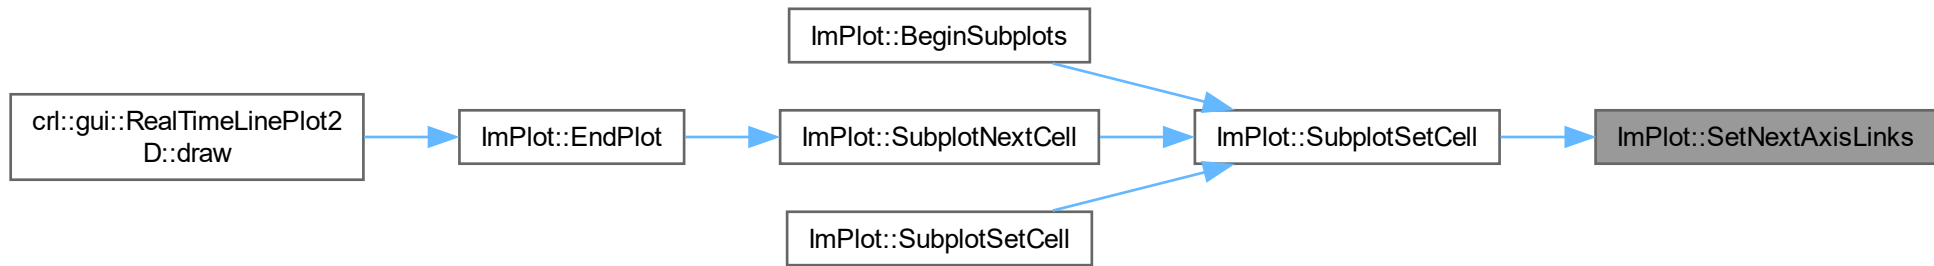 ImPlot::BeginSubplots
crl::gui::RealTimeLinePlot2
D::draw
ImPlot::EndPlot
ImPlot::SubplotNextCell
ImPlot::SubplotSetCell
ImPlot::SetNextAxisLinks
ImPlot::SubplotSetCell